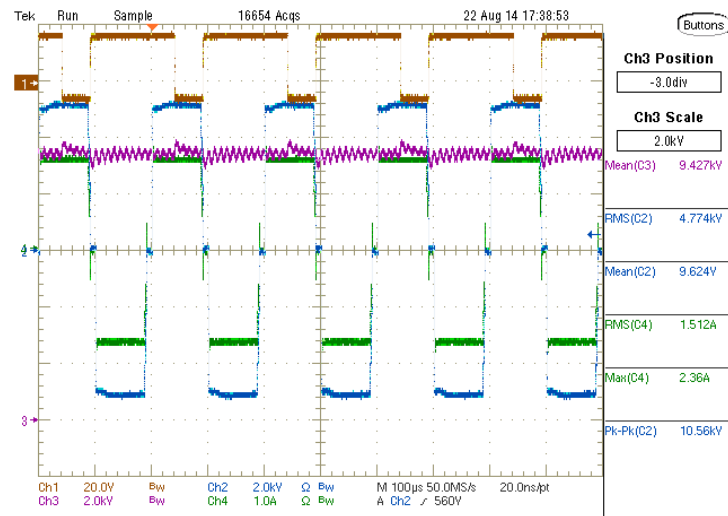 Tek Run Sample 16654 Acqs 22 Aug 14 17:38:53
Buttons
Ch3 Position
-3.0div
Ch3 Scale
2.0kV
Mean(C3) 9.427kV
RMS(C2) 4.774kV
Mean(C2) 9.624V
RMS(C4) 1.512A
Max(C4) 2.36A
Pk-Pk(C2) 10.56kV
1
2
3
Ch1 20.0V Bw Ch2 2.0kV Ω Bw M 100µs 50.0MS/s 20.0ns/pt
Ch3 2.0kV Bw Ch4 1.0A Ω Bw A Ch2 ∫ 560V